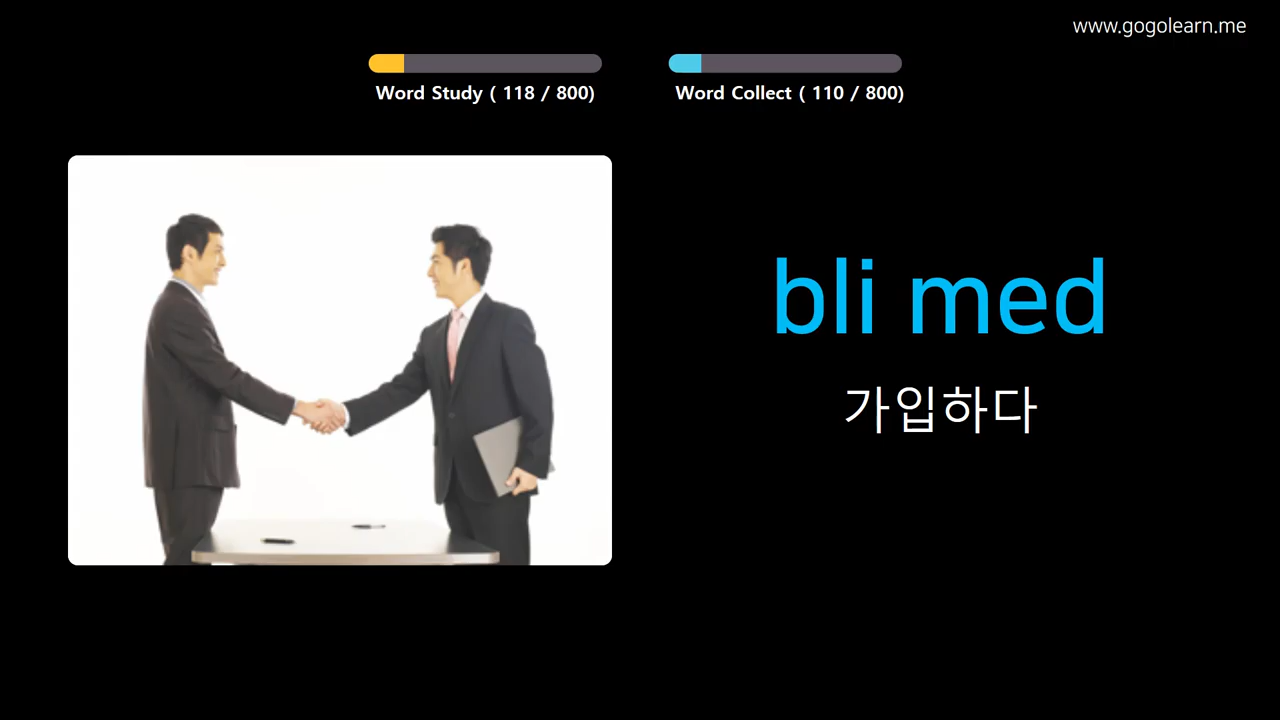 www.gogolearn.me
Word Study ( 118 / 800)
Word Collect ( 110 / 800)
bli med
가입하다